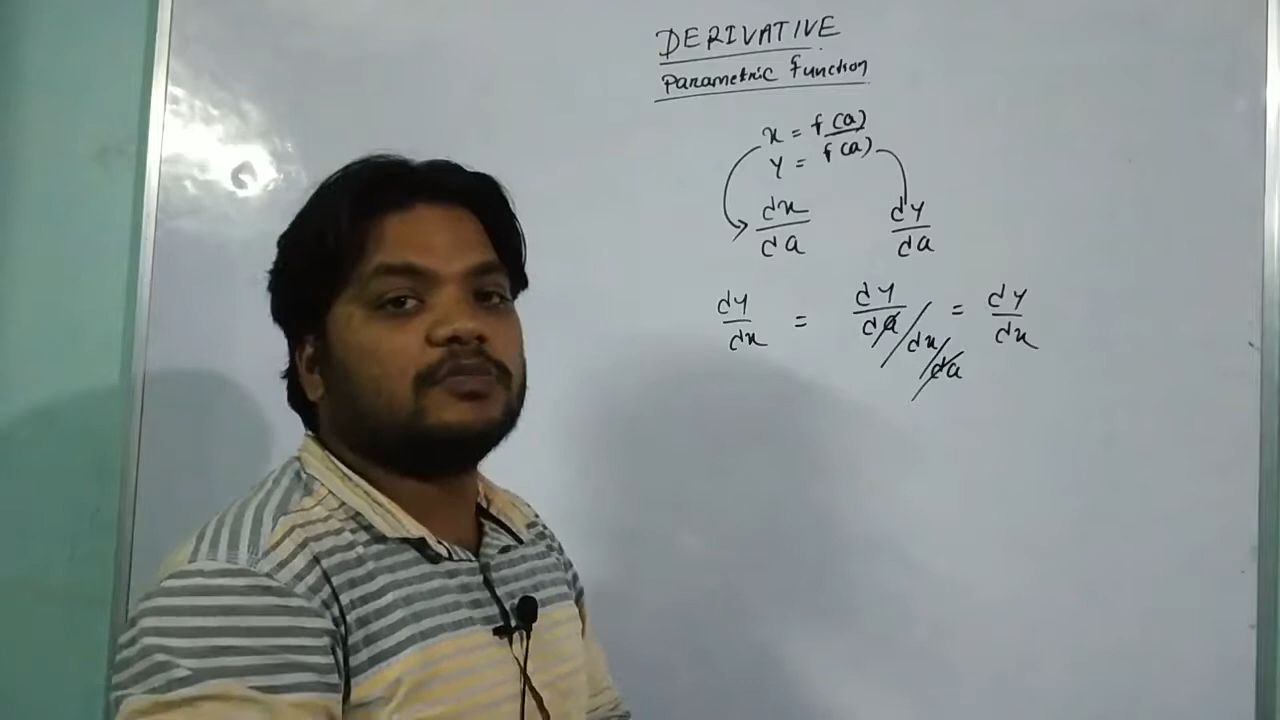 DERIVATIVE
Parametric function
x = f(a)
y = f(a)
dx/da dy/da
dy/dx = dy/da / dx/da = dy/dx